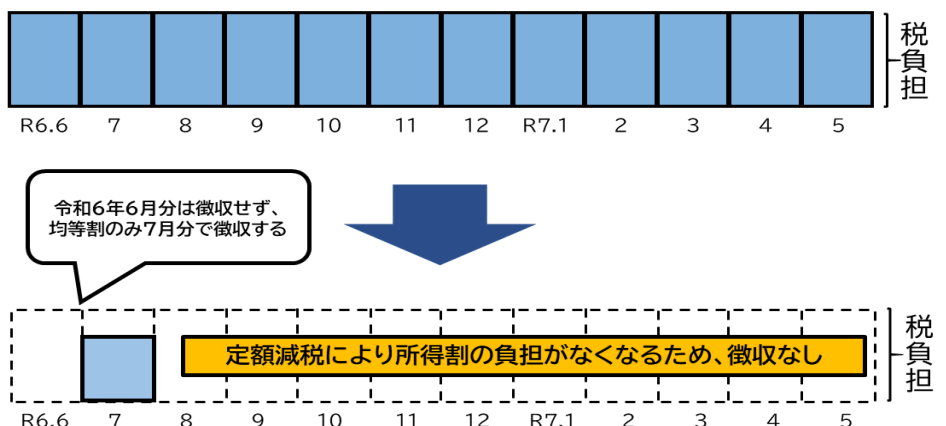 税負担
R6.6 7 8 9 10 11 12 R7.1 2 3 4 5
令和6年6月分は徴収せず、
均等割のみ7月分で徴収する
定額減税により所得割の負担がなくなるため、徴収なし
税負担
R6.6 7 8 9 10 11 12 R7.1 2 3 4 5